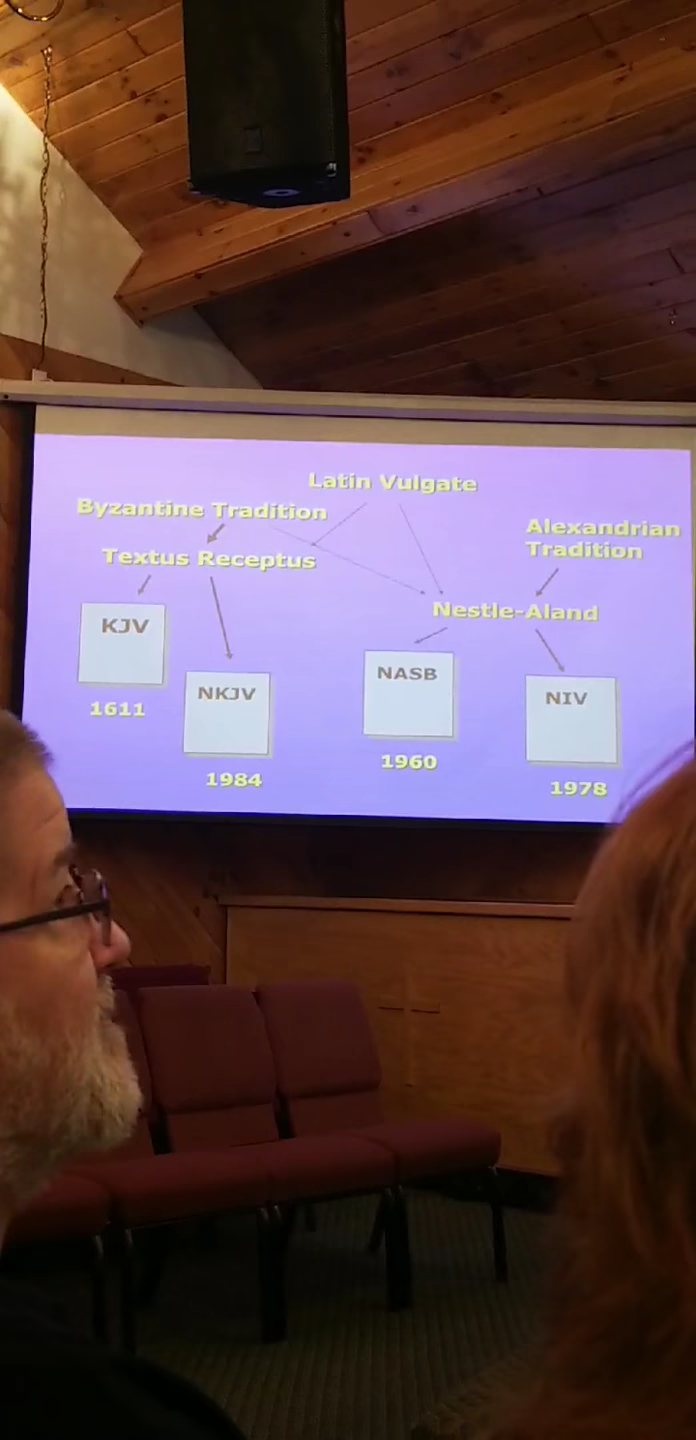 Latin Vulgate
Byzantine Tradition
Alexandrian
Tradition
Textus Receptus
Nestle-Aland
KJV
1611
NKJV
1984
NASB
1960
NIV
1978